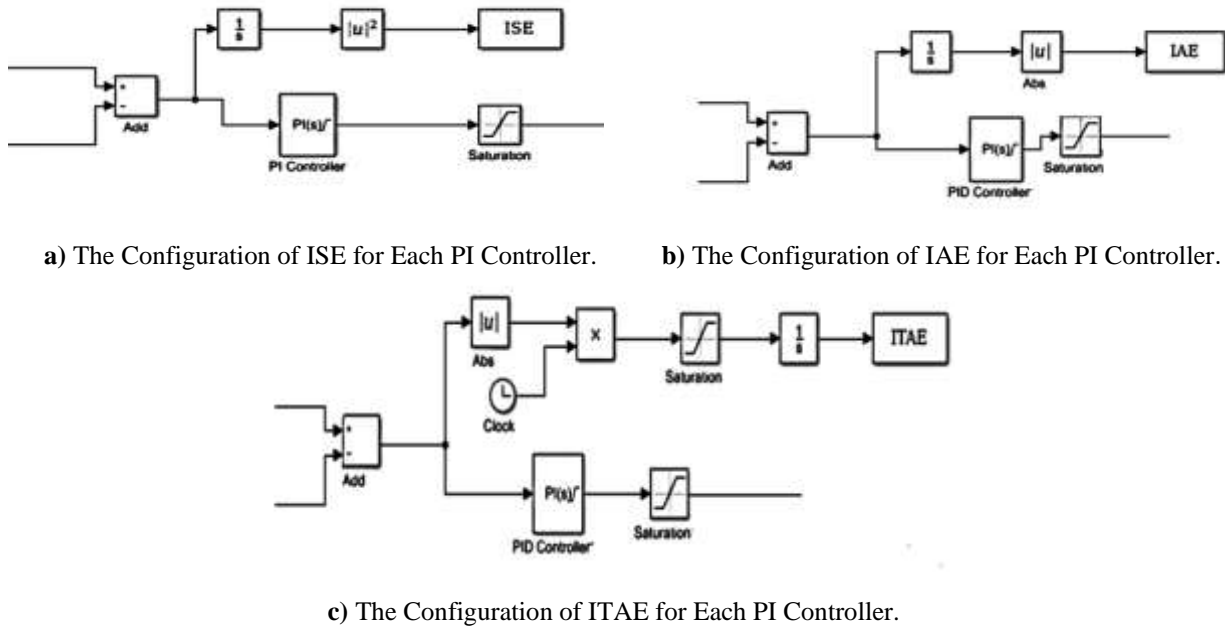 1/s
|u|²
ISE
+
−
Add
PI(s)
PI Controller
Saturation
a) The Configuration of ISE for Each PI Controller.
1/s
|u|
Abs
IAE
+
−
Add
PI(s)
PID Controller
Saturation
b) The Configuration of IAE for Each PI Controller.
|u|
Abs
Clock
X
Saturation
1/s
ITAE
+
−
Add
PI(s)
PID Controller
Saturation
c) The Configuration of ITAE for Each PI Controller.